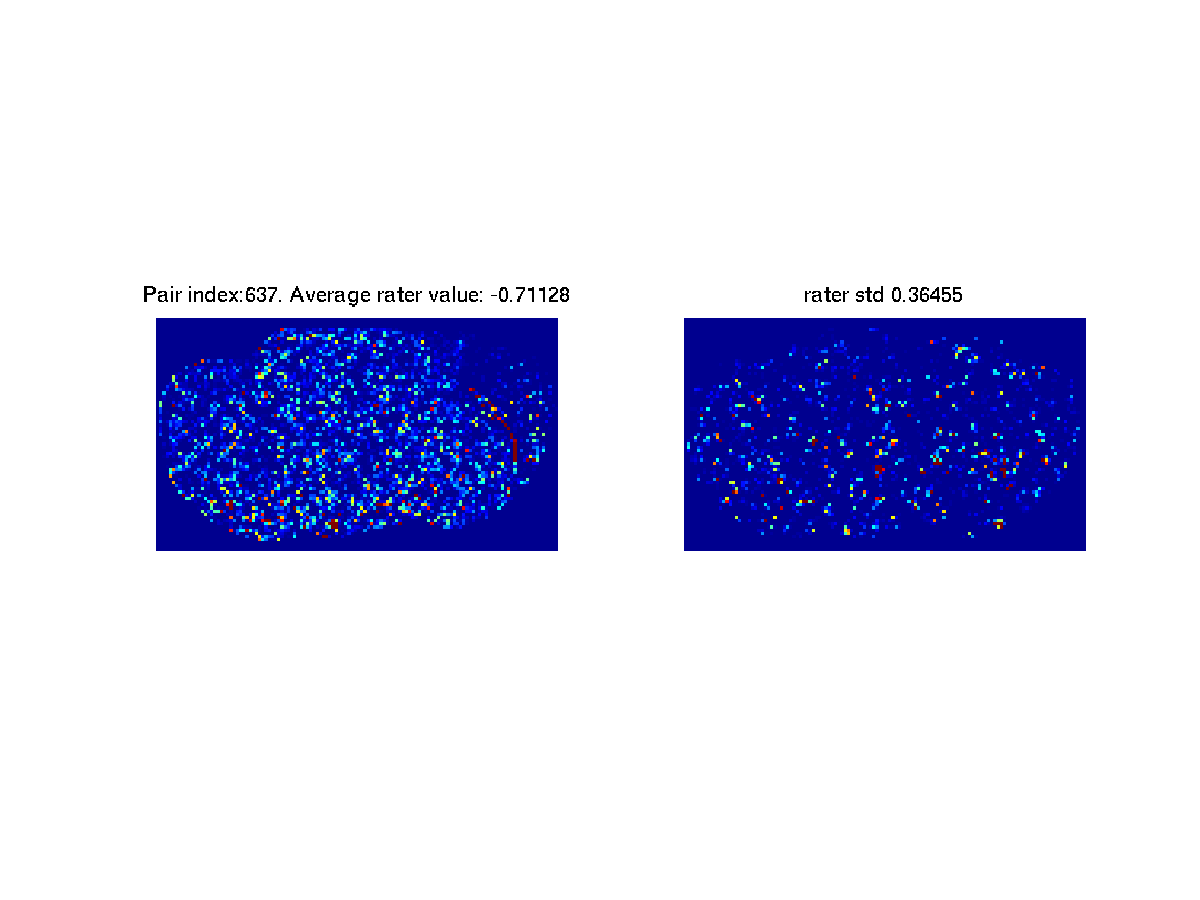 Pair index:637. Average rater value: -0.71128
rater std 0.36455